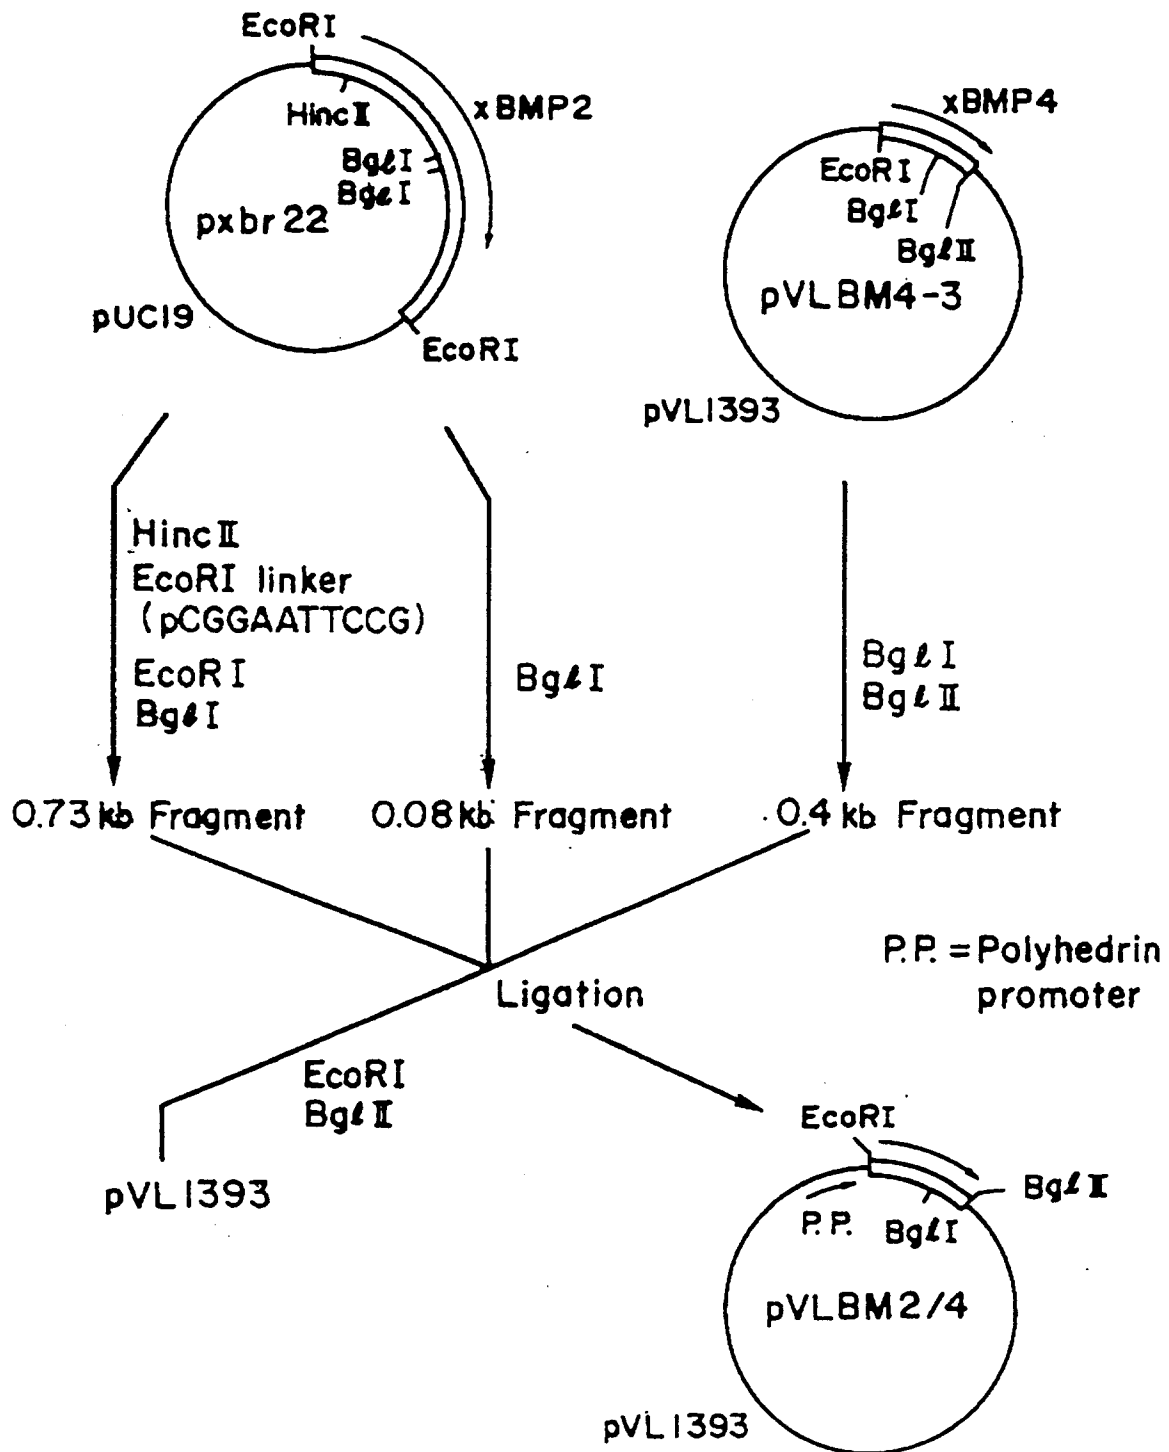 EcoRI
HincII
xBMP2
BglI
BglI
pxbr22
pUC19
EcoRI
xBMP4
EcoRI
BglI
BglII
pVLBM4-3
pVL1393
HincII
EcoRI linker
(pCGGAATTCCG)
EcoRI
BglI
BglI
BglI
BglII
0.73 kb Fragment
0.08 kb Fragment
0.4 kb Fragment
P.P. = Polyhedrin
promoter
Ligation
EcoRI
BglII
pVL1393
EcoRI
BglII
P.P.
BglI
pVLBM2/4
pVL1393